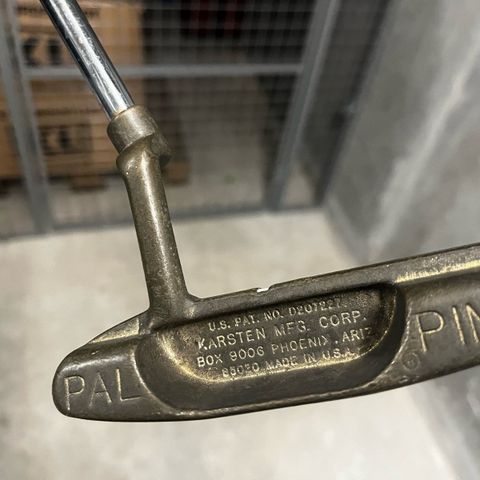 U.S. PAT. NO. D207227
KARSTEN MFG. CORP.
BOX 9006 PHOENIX, ARIZ
85020 MADE IN U.S.A.
PAL
PIN